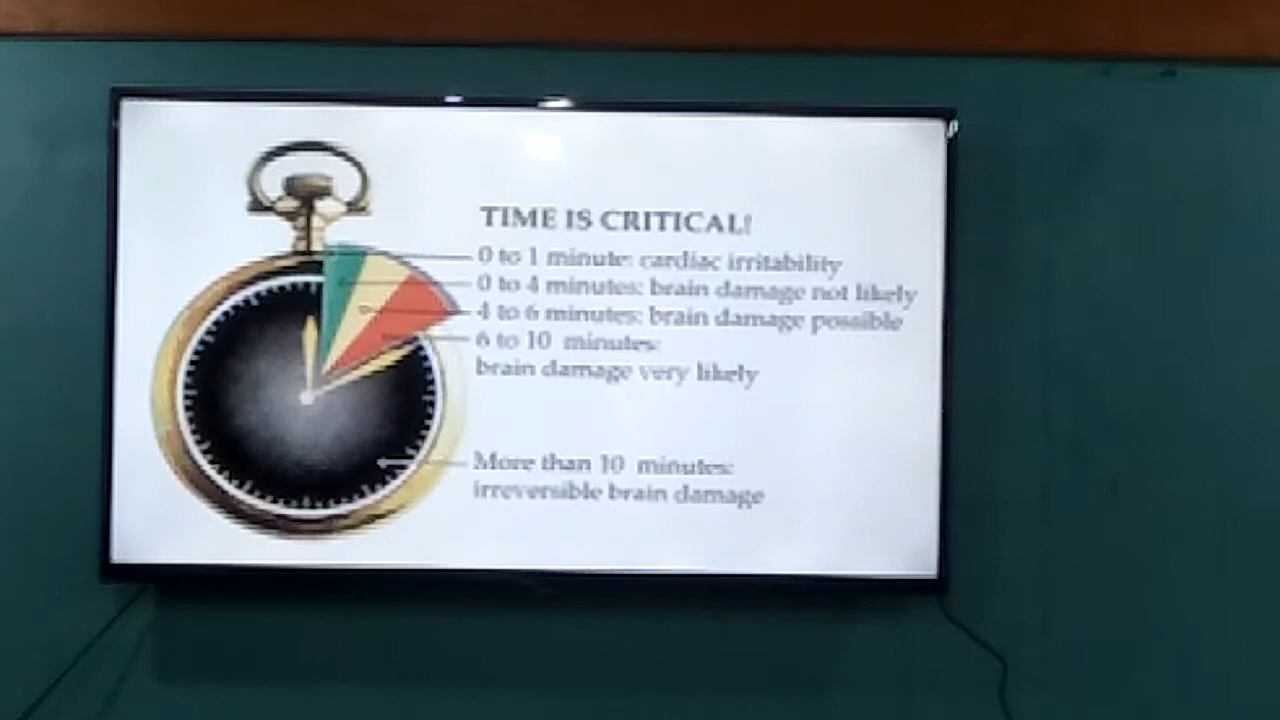 TIME IS CRITICAL!
0 to 1 minute: cardiac irritability
0 to 4 minutes: brain damage not likely
4 to 6 minutes: brain damage possible
6 to 10 minutes:
brain damage very likely
More than 10 minutes:
irreversible brain damage